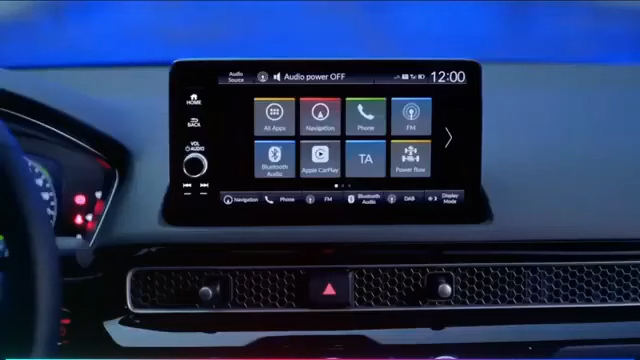 Audio Source
Audio power OFF
12:00
HOME
BACK
VOL
AUDIO
All Apps
Navigation
Phone
FM
Bluetooth Audio
Apple CarPlay
TA
Power flow
Navigation
Phone
FM
Bluetooth Audio
DAB
Display Mode